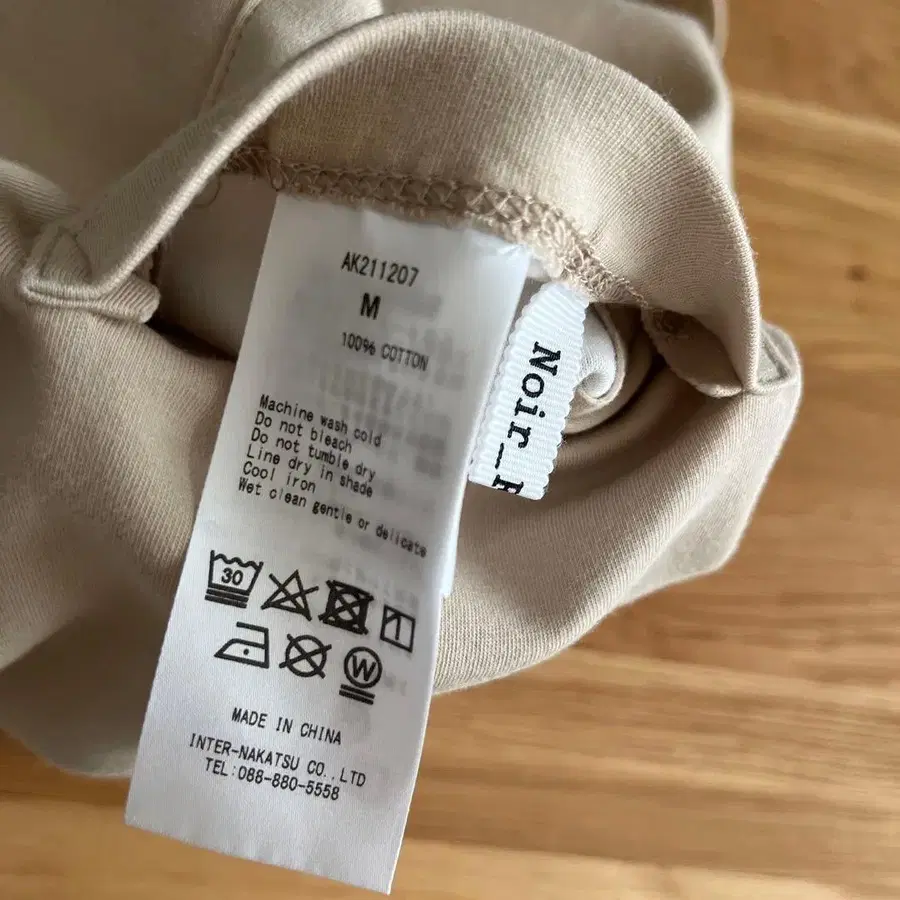 AK211207
M
100% COTTON
Machine wash cold
Do not bleach
Do not tumble dry
Line dry in shade
Cool iron
Wet clean gentle or delicate
30
W
MADE IN CHINA
INTER-NAKATSU CO.,LTD
TEL:088-880-5558
Noir_